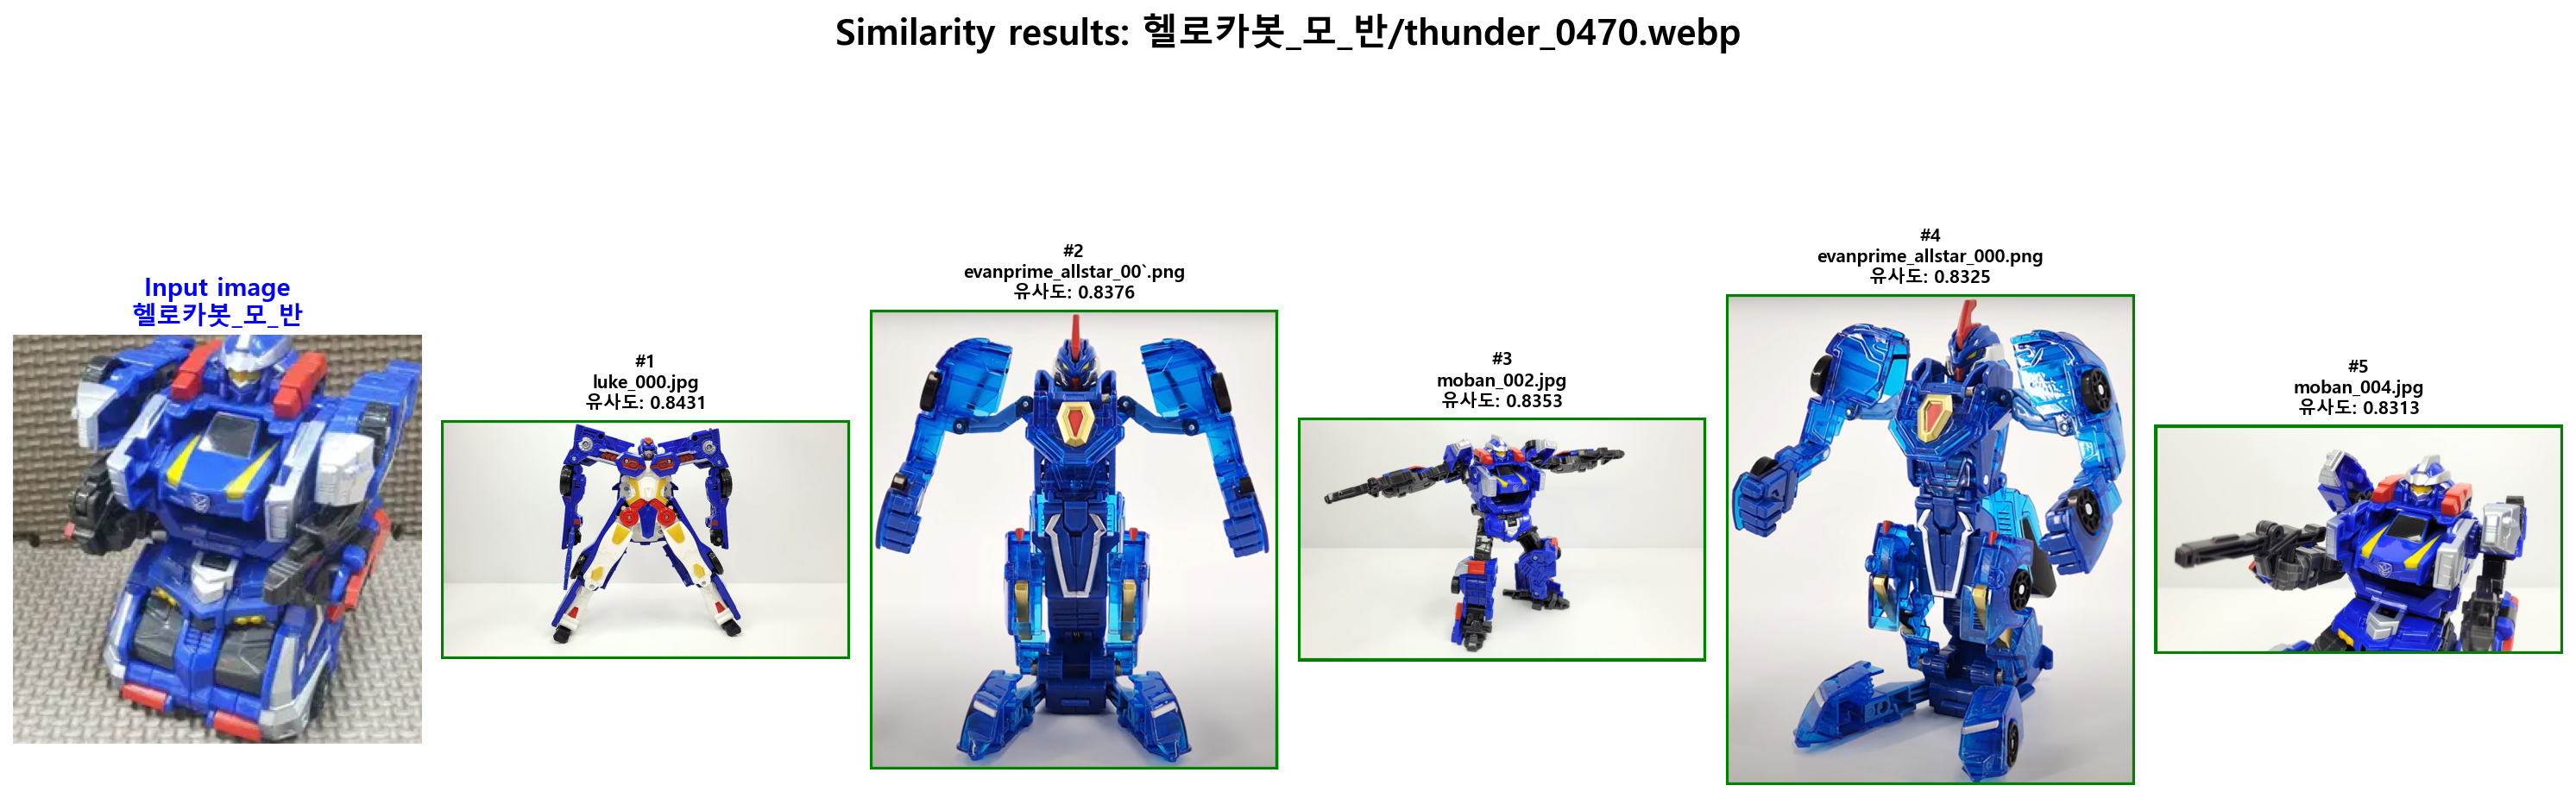 Similarity results: 헬로카봇_모_반/thunder_0470.webp
Input image
헬로카봇_모_반
#1
luke_000.jpg
유사도: 0.8431
#2
evanprime_allstar_00`.png
유사도: 0.8376
#3
moban_002.jpg
유사도: 0.8353
#4
evanprime_allstar_000.png
유사도: 0.8325
#5
moban_004.jpg
유사도: 0.8313